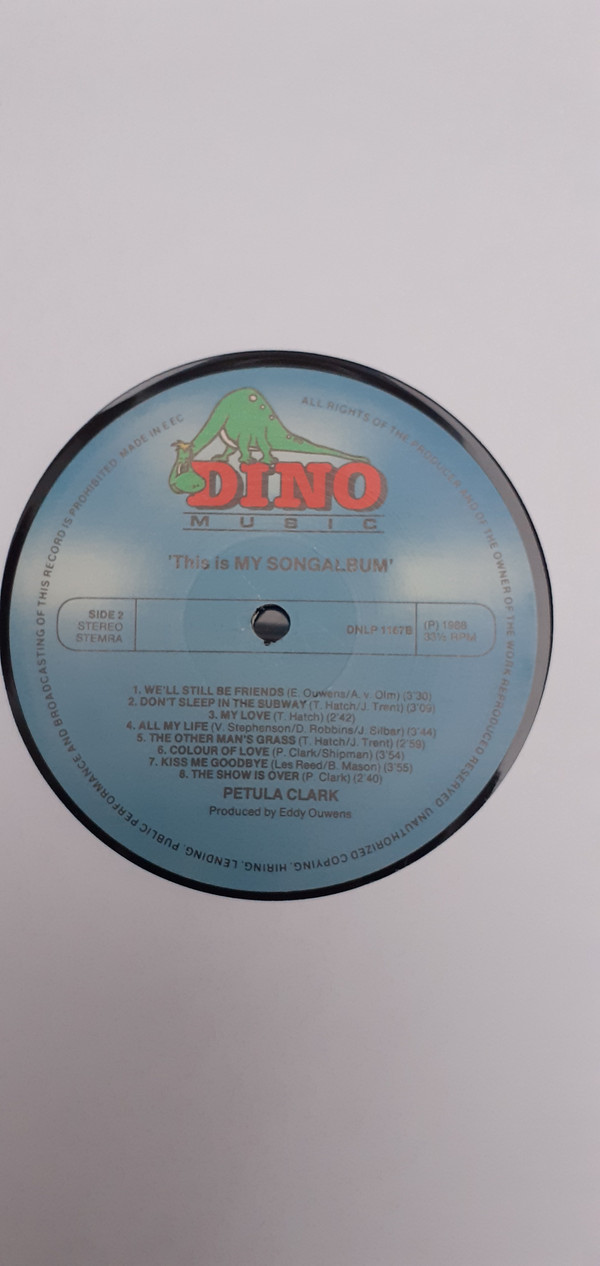 DINO
MUSIC
'This is MY SONGALBUM'
SIDE 2
STEREO
STEMRA
DNLP 1167B
(P) 1988
33⅓ RPM
1. WE'LL STILL BE FRIENDS (E. Ouwens/A. v. Olm) (3'30)
2. DON'T SLEEP IN THE SUBWAY (T. Hatch/J. Trent) (3'09)
3. MY LOVE (T. Hatch) (2'42)
4. ALL MY LIFE (V. Stephenson/D. Robbins/J. Silbar) (3'44)
5. THE OTHER MAN'S GRASS (T. Hatch/J. Trent) (2'59)
6. COLOUR OF LOVE (P. Clark/Shipman) (3'54)
7. KISS ME GOODBYE (Les Reed/B. Mason) (3'55)
8. THE SHOW IS OVER (P. Clark) (2'40)
PETULA CLARK
Produced by Eddy Ouwens
ALL RIGHTS OF THE PRODUCER AND OF THE OWNER OF THE WORK REPRODUCED RESERVED. UNAUTHORIZED COPYING, HIRING, LENDING, PUBLIC PERFORMANCE AND BROADCASTING OF THIS RECORD IS PROHIBITED. MADE IN EEC